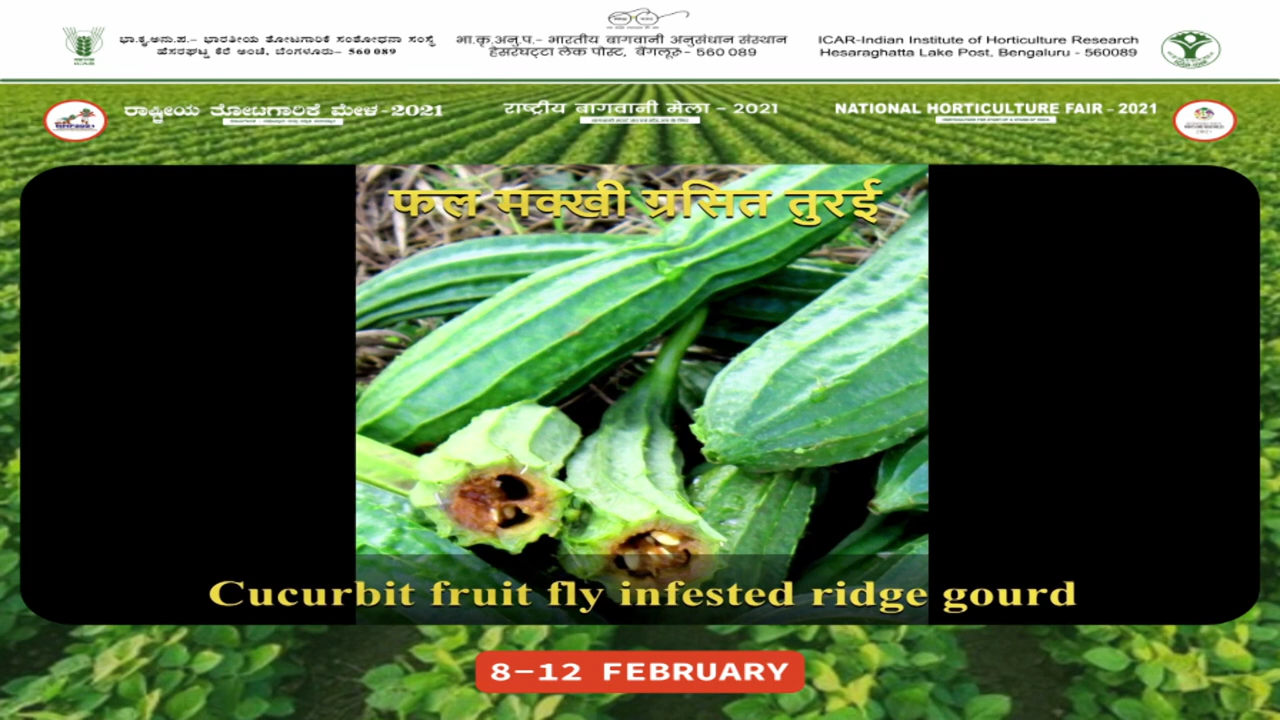 ಭಾ.ಕೃ.ಅನು.ಪ.- ಭಾರತೀಯ ತೋಟಗಾರಿಕೆ ಸಂಶೋಧನಾ ಸಂಸ್ಥೆ
ಹೆಸರಘಟ್ಟ ಕೆರೆ ಅಂಚೆ, ಬೆಂಗಳೂರು- 560 089
भा.कृ.अनु.प.- भारतीय बागवानी अनुसंधान संस्थान
हेसरघट्टा लेक पोस्ट, बेंगलूरु- 560 089
ICAR-Indian Institute of Horticulture Research
Hesaraghatta Lake Post, Bengaluru - 560089
ರಾಷ್ಟ್ರೀಯ ತೋಟಗಾರಿಕೆ ಮೇಳ-2021
राष्ट्रीय बागवानी मेला - 2021
NATIONAL HORTICULTURE FAIR - 2021
फल मक्खी ग्रसित तुरई
Cucurbit fruit fly infested ridge gourd
8-12 FEBRUARY